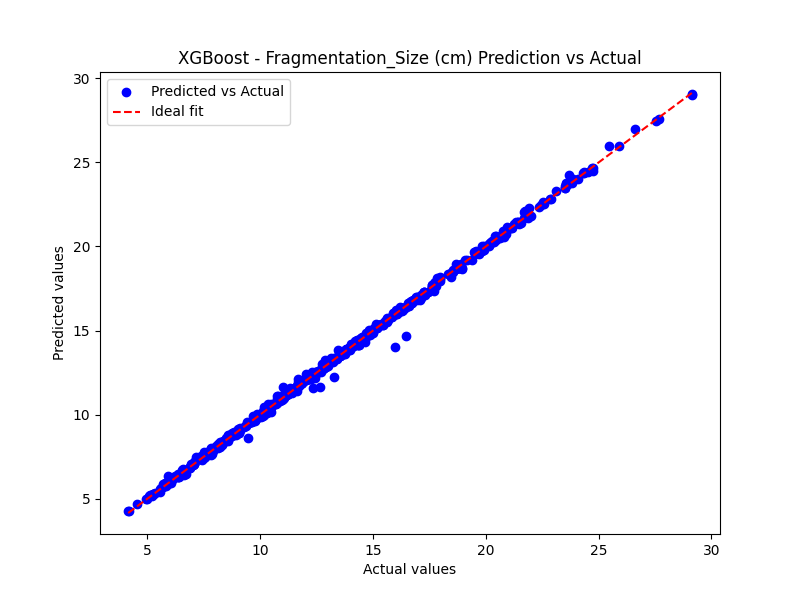 XGBoost - Fragmentation_Size (cm) Prediction vs Actual
Predicted vs Actual
Ideal fit
30
25
20
15
10
5
Predicted values
5
10
15
20
25
30
Actual values